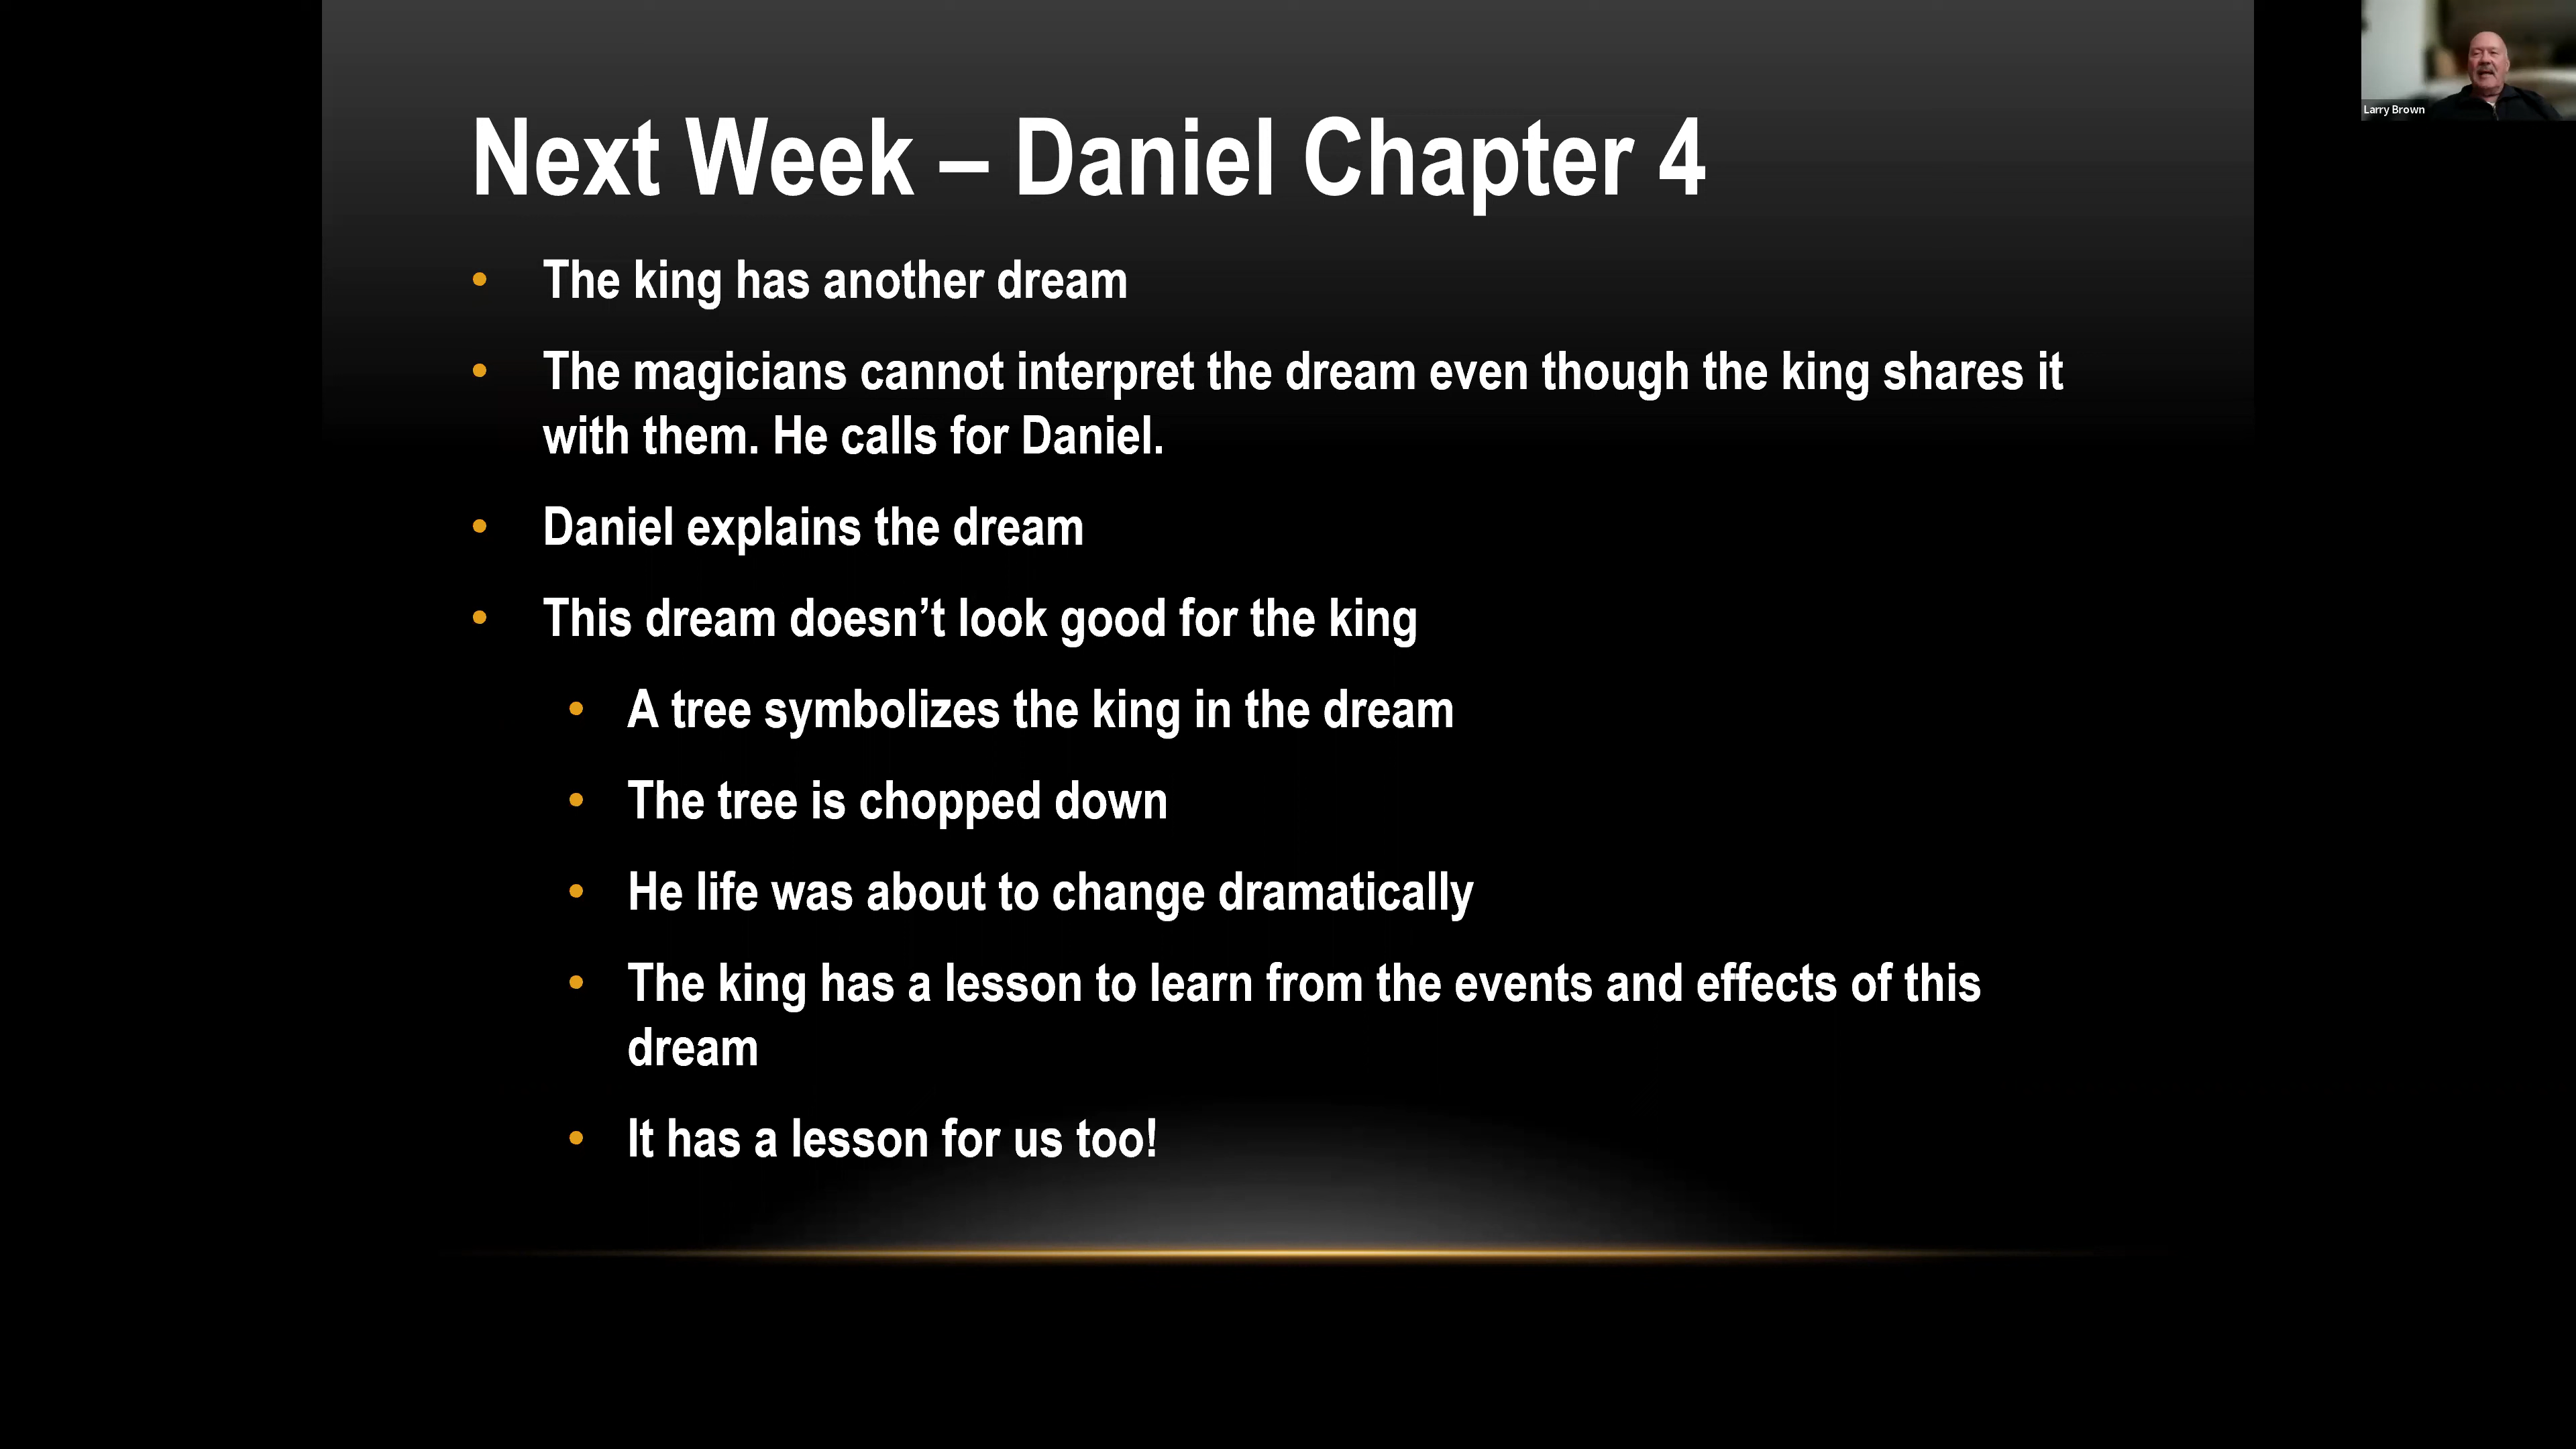 Next Week – Daniel Chapter 4
• The king has another dream
• The magicians cannot interpret the dream even though the king shares it
with them. He calls for Daniel.
• Daniel explains the dream
• This dream doesn’t look good for the king
• A tree symbolizes the king in the dream
• The tree is chopped down
• He life was about to change dramatically
• The king has a lesson to learn from the events and effects of this
dream
• It has a lesson for us too!
Larry Brown